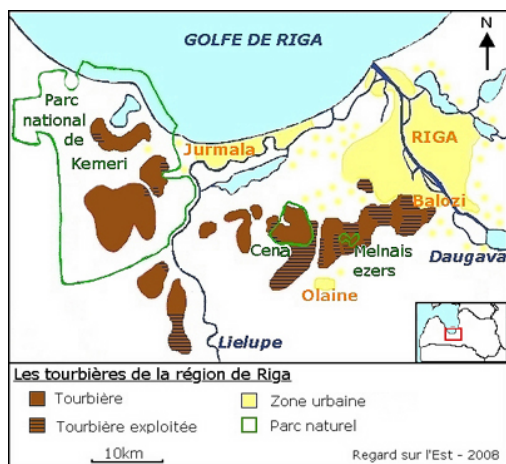 GOLFE DE RIGA
N
Parc
national
de
Kemeri
Jurmala
RIGA
Balozi
Cena
Melnais
ezers
Daugava
Olaine
Lielupe
Les tourbières de la région de Riga
Tourbière
Zone urbaine
Tourbière exploitée
Parc naturel
10km
Regard sur l'Est - 2008